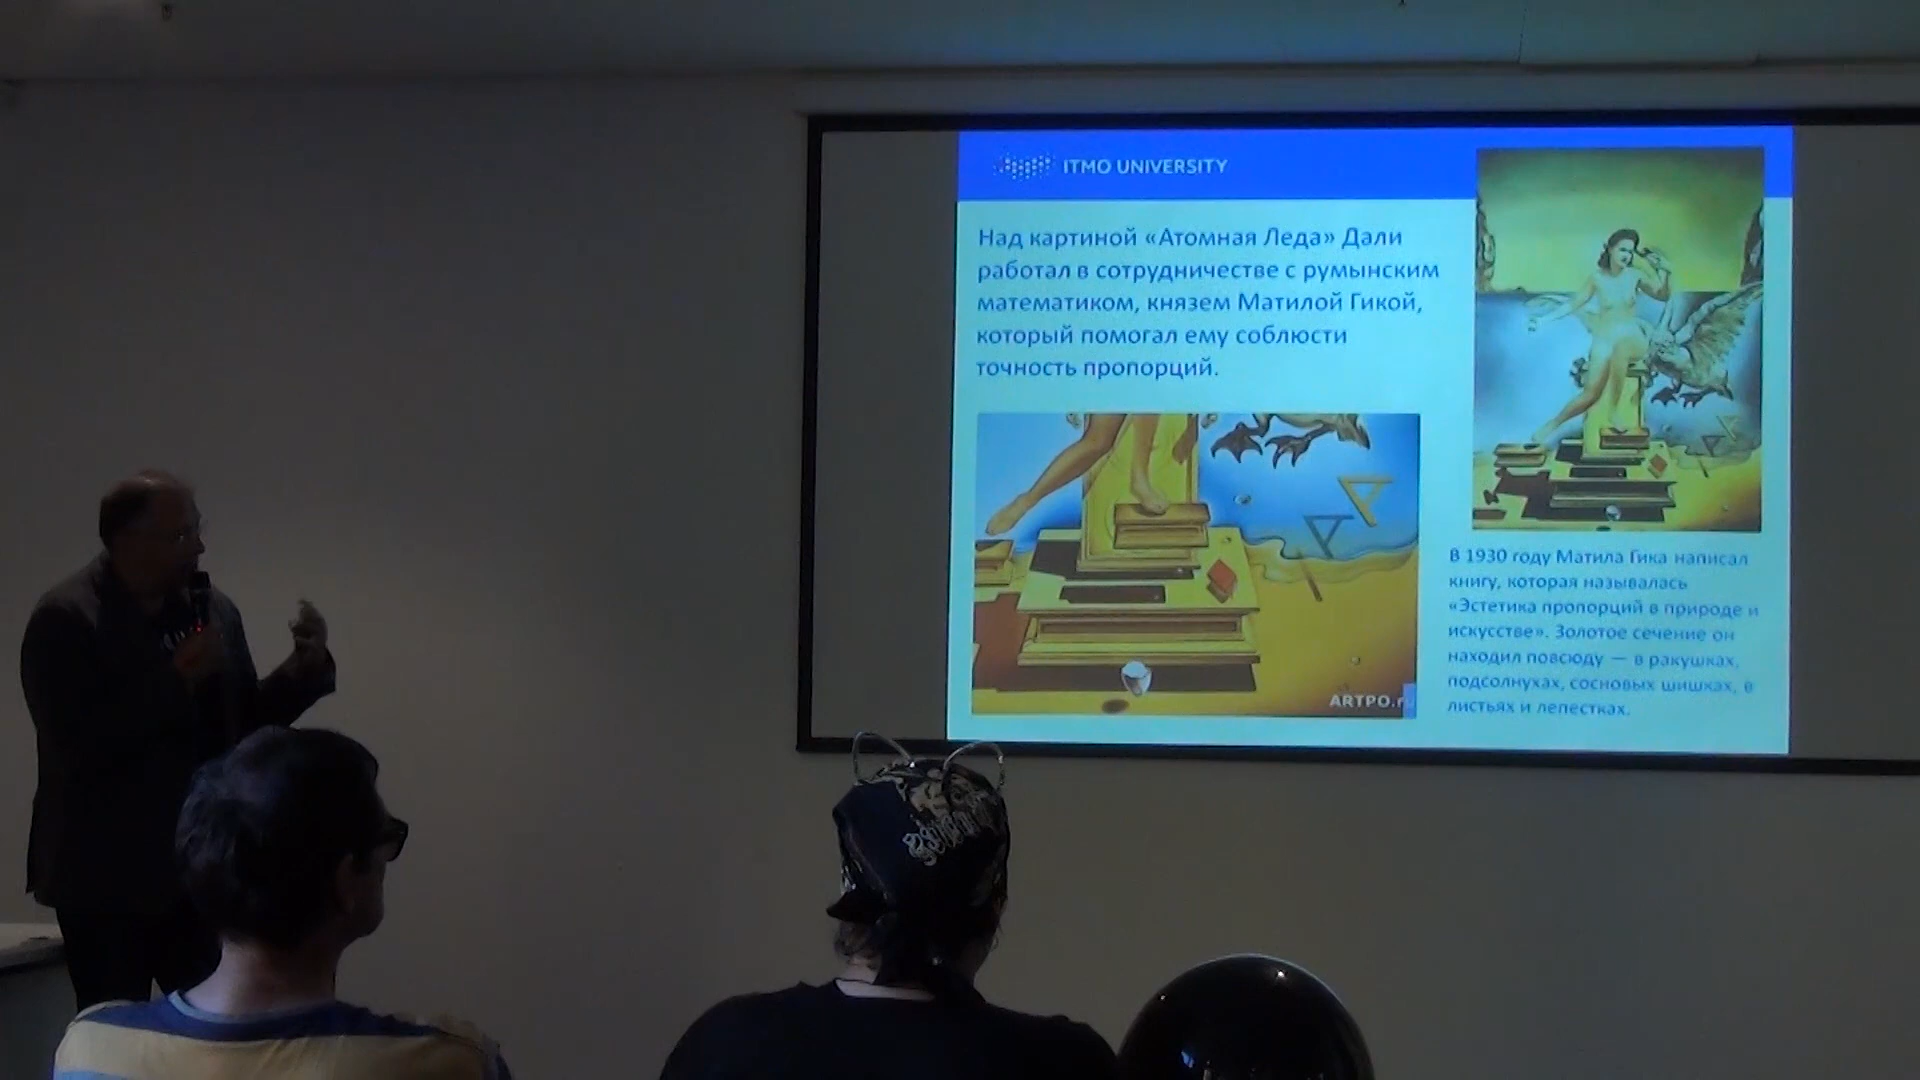 ITMO UNIVERSITY
Над картиной «Атомная Леда» Дали
работал в сотрудничестве с румынским
математиком, князем Матилой Гикой,
который помогал ему соблюсти
точность пропорций.
ARTPO.r
В 1930 году Матила Гика написал
книгу, которая называлась
«Эстетика пропорций в природе и
искусстве». Золотое сечение он
находил повсюду — в ракушках,
подсолнухах, сосновых шишках, в
листьях и лепестках.